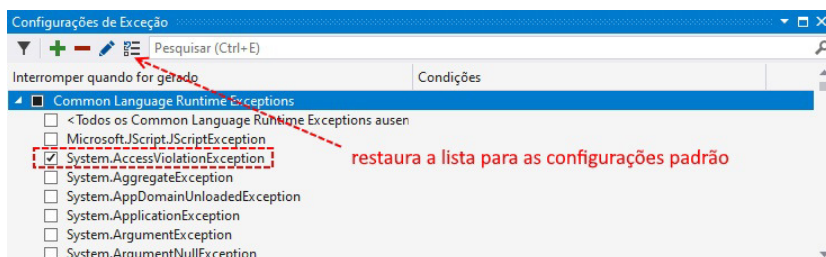 Configurações de Exceção
Pesquisar (Ctrl+E)
Interromper quando for gerado Condições
Common Language Runtime Exceptions
<Todos os Common Language Runtime Exceptions ausen
Microsoft.JScript.JScriptException
System.AccessViolationException
restaura a lista para as configurações padrão
System.AggregateException
System.AppDomainUnloadedException
System.ApplicationException
System.ArgumentException
System.ArgumentNullException